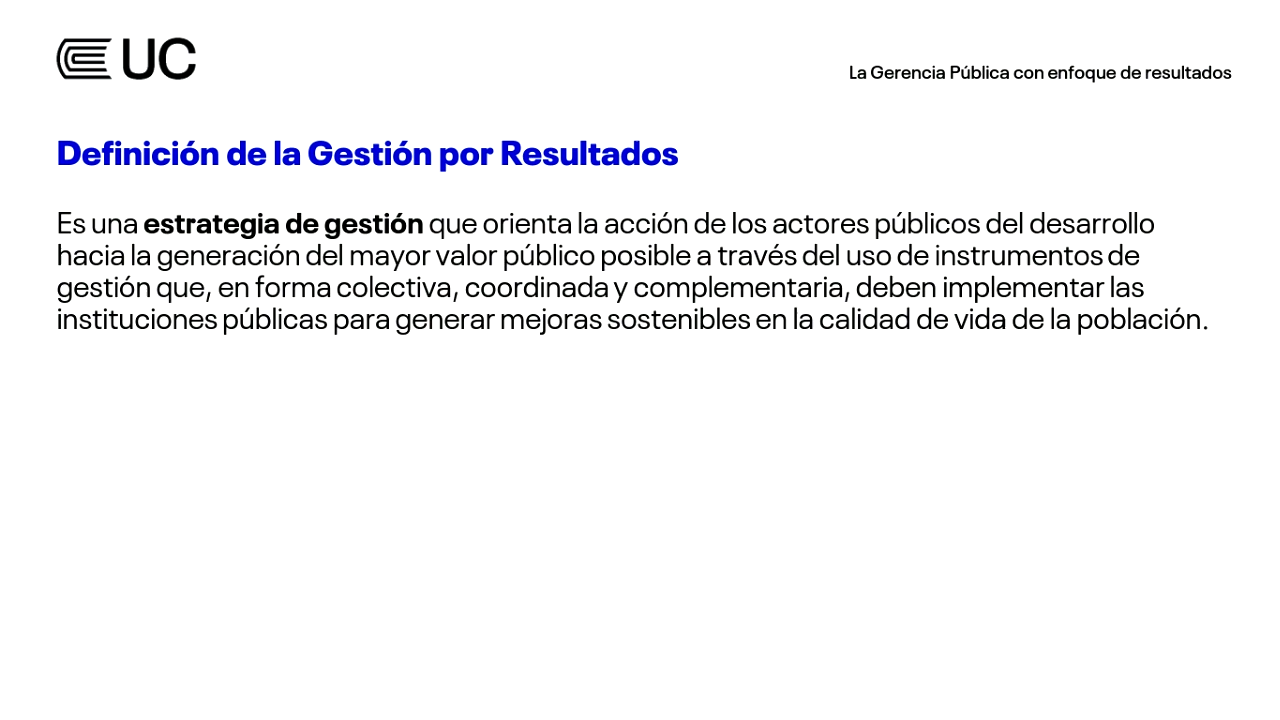 UC
La Gerencia Pública con enfoque de resultados
Definición de la Gestión por Resultados
Es una estrategia de gestión que orienta la acción de los actores públicos del desarrollo
hacia la generación del mayor valor público posible a través del uso de instrumentos de
gestión que, en forma colectiva, coordinada y complementaria, deben implementar las
instituciones públicas para generar mejoras sostenibles en la calidad de vida de la población.